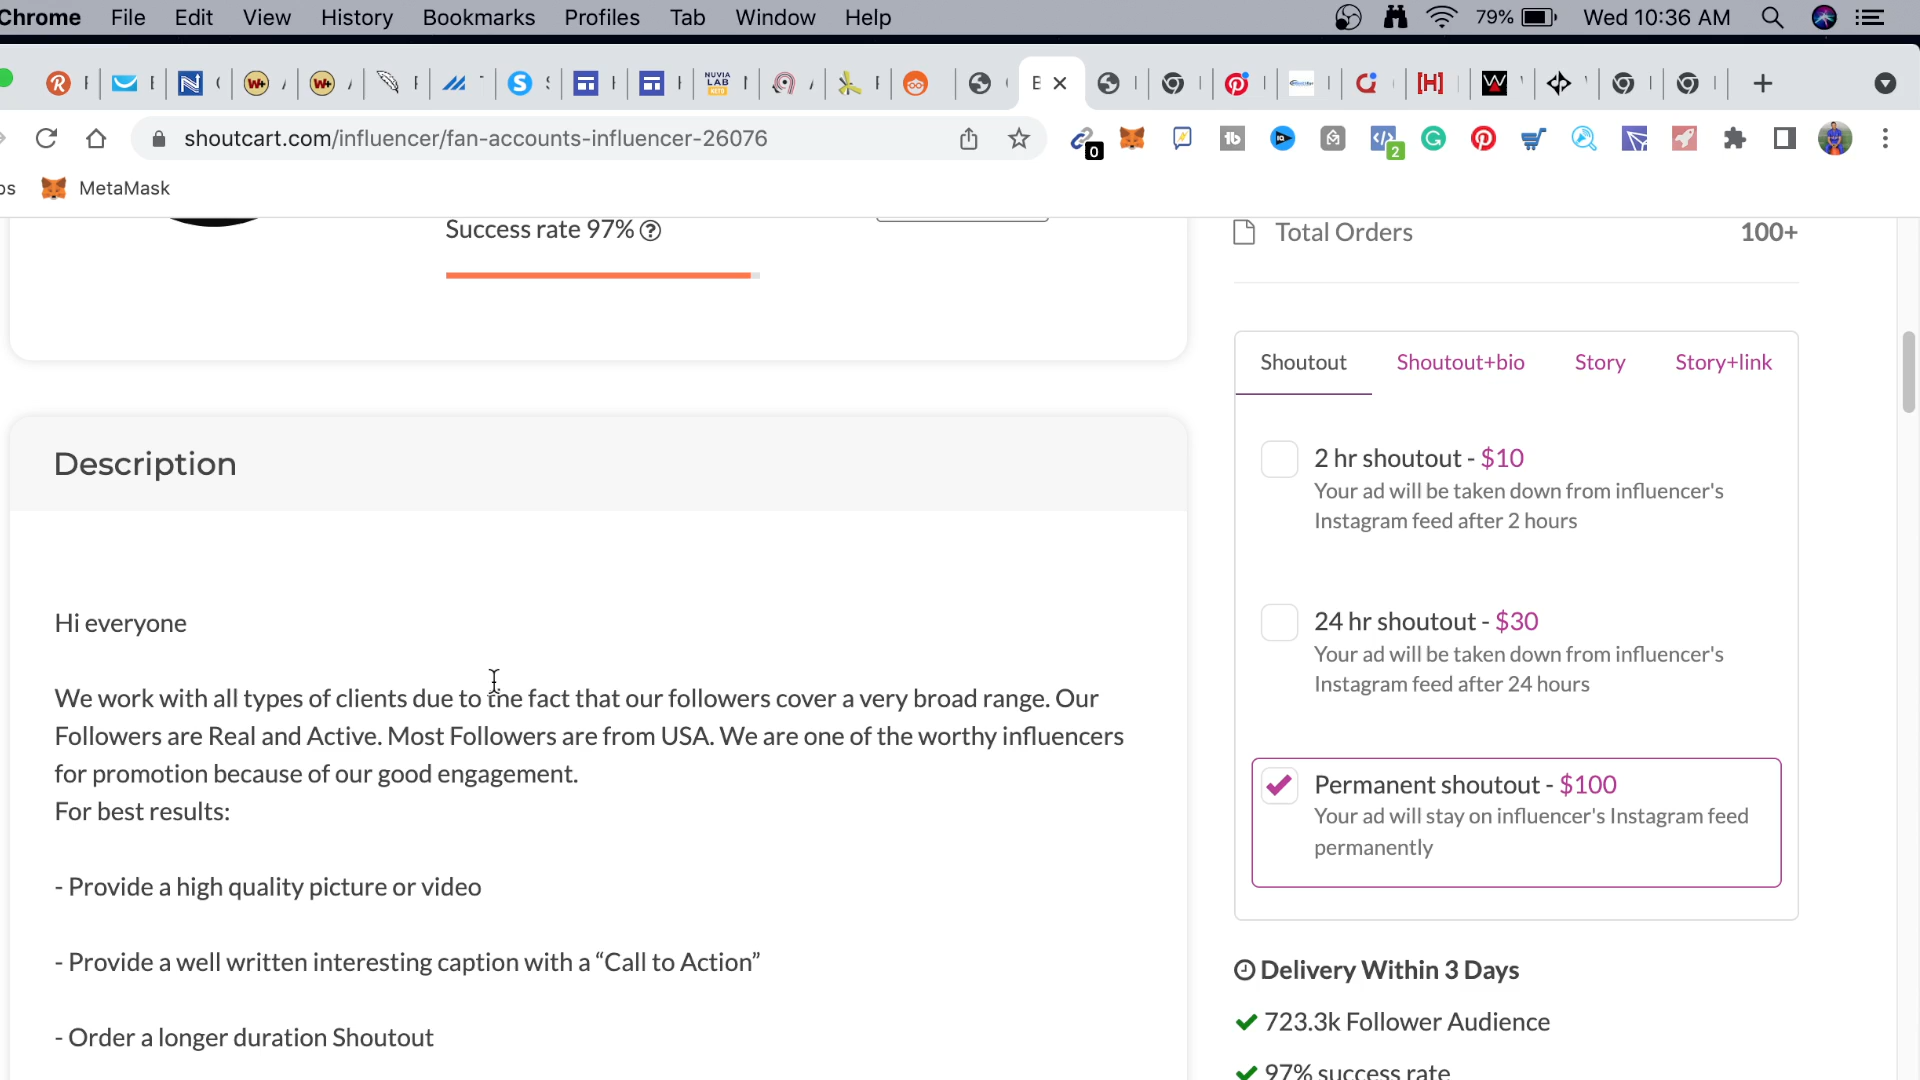 Chrome File Edit View History Bookmarks Profiles Tab Window Help 79% Wed 10:36 AM
NUVIA LAB
shoutcart.com/influencer/fan-accounts-influencer-26076
0
2
MetaMask
Success rate 97%
Total Orders 100+
Shoutout Shoutout+bio Story Story+link
2 hr shoutout - $10
Your ad will be taken down from influencer's
Instagram feed after 2 hours
24 hr shoutout - $30
Your ad will be taken down from influencer's
Instagram feed after 24 hours
Permanent shoutout - $100
Your ad will stay on influencer's Instagram feed
permanently
Delivery Within 3 Days
723.3k Follower Audience
97% success rate
Description
Hi everyone
We work with all types of clients due to the fact that our followers cover a very broad range. Our
Followers are Real and Active. Most Followers are from USA. We are one of the worthy influencers
for promotion because of our good engagement.
For best results:
- Provide a high quality picture or video
- Provide a well written interesting caption with a “Call to Action”
- Order a longer duration Shoutout